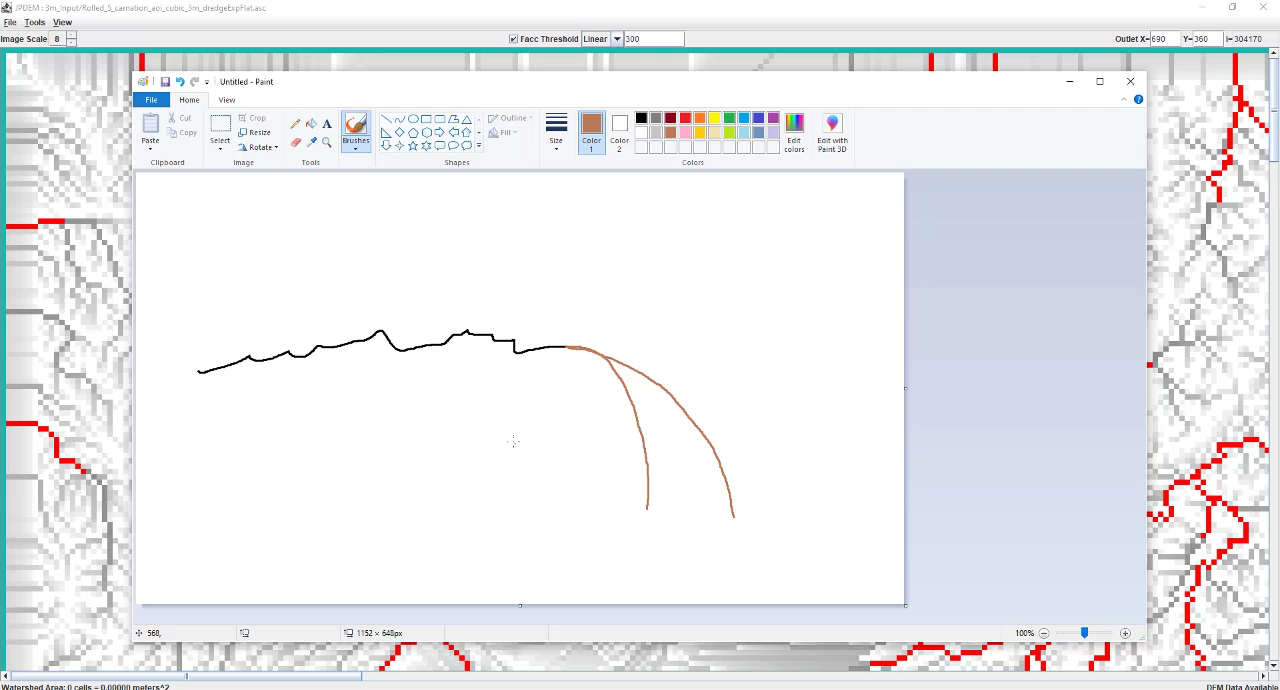 JPDEM : 3m_Input/Rolled_5_carnation_aoi_cubic_3m_dredgeExpFlat.asc
File Tools View
Image Scale 8 Facc Threshold Linear 300 Outlet X= 690 Y= 360 I=304170
Untitled - Paint
File Home View
Paste Cut Copy Select Crop Resize Rotate Brushes Outline Fill Size Color 1 Color 2 Edit colors Edit with Paint 3D
Clipboard Image Tools Shapes Colors
568, 1152 × 648px 100%
Watershed Area: 0 cells = 0.00000 meters^2 DEM Data Available